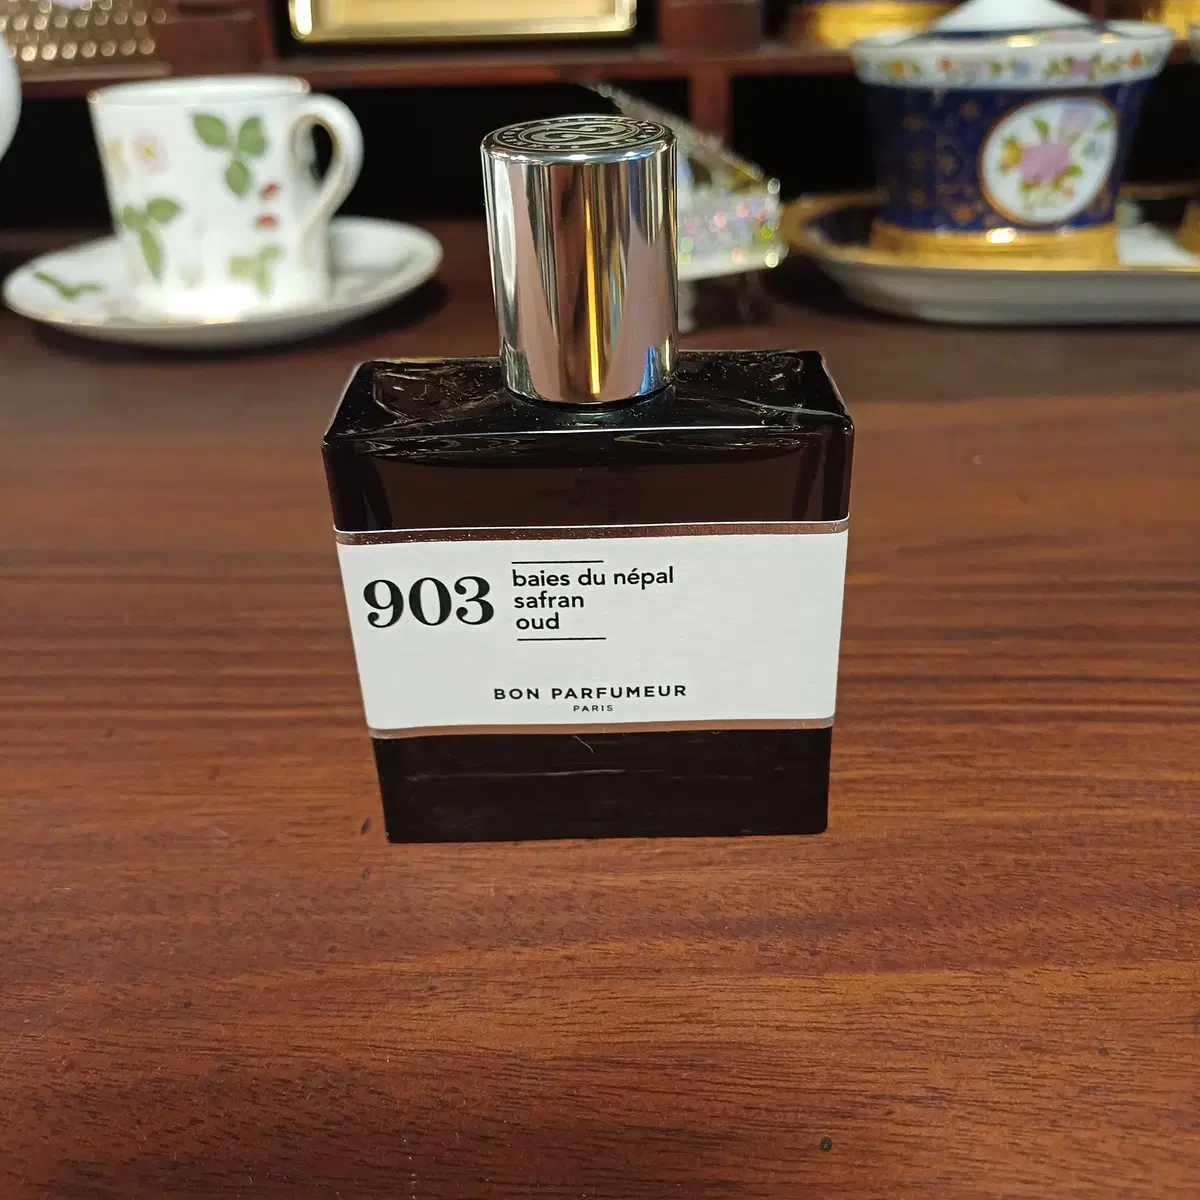 903
baies du népal
safran
oud
BON PARFUMEUR
PARIS